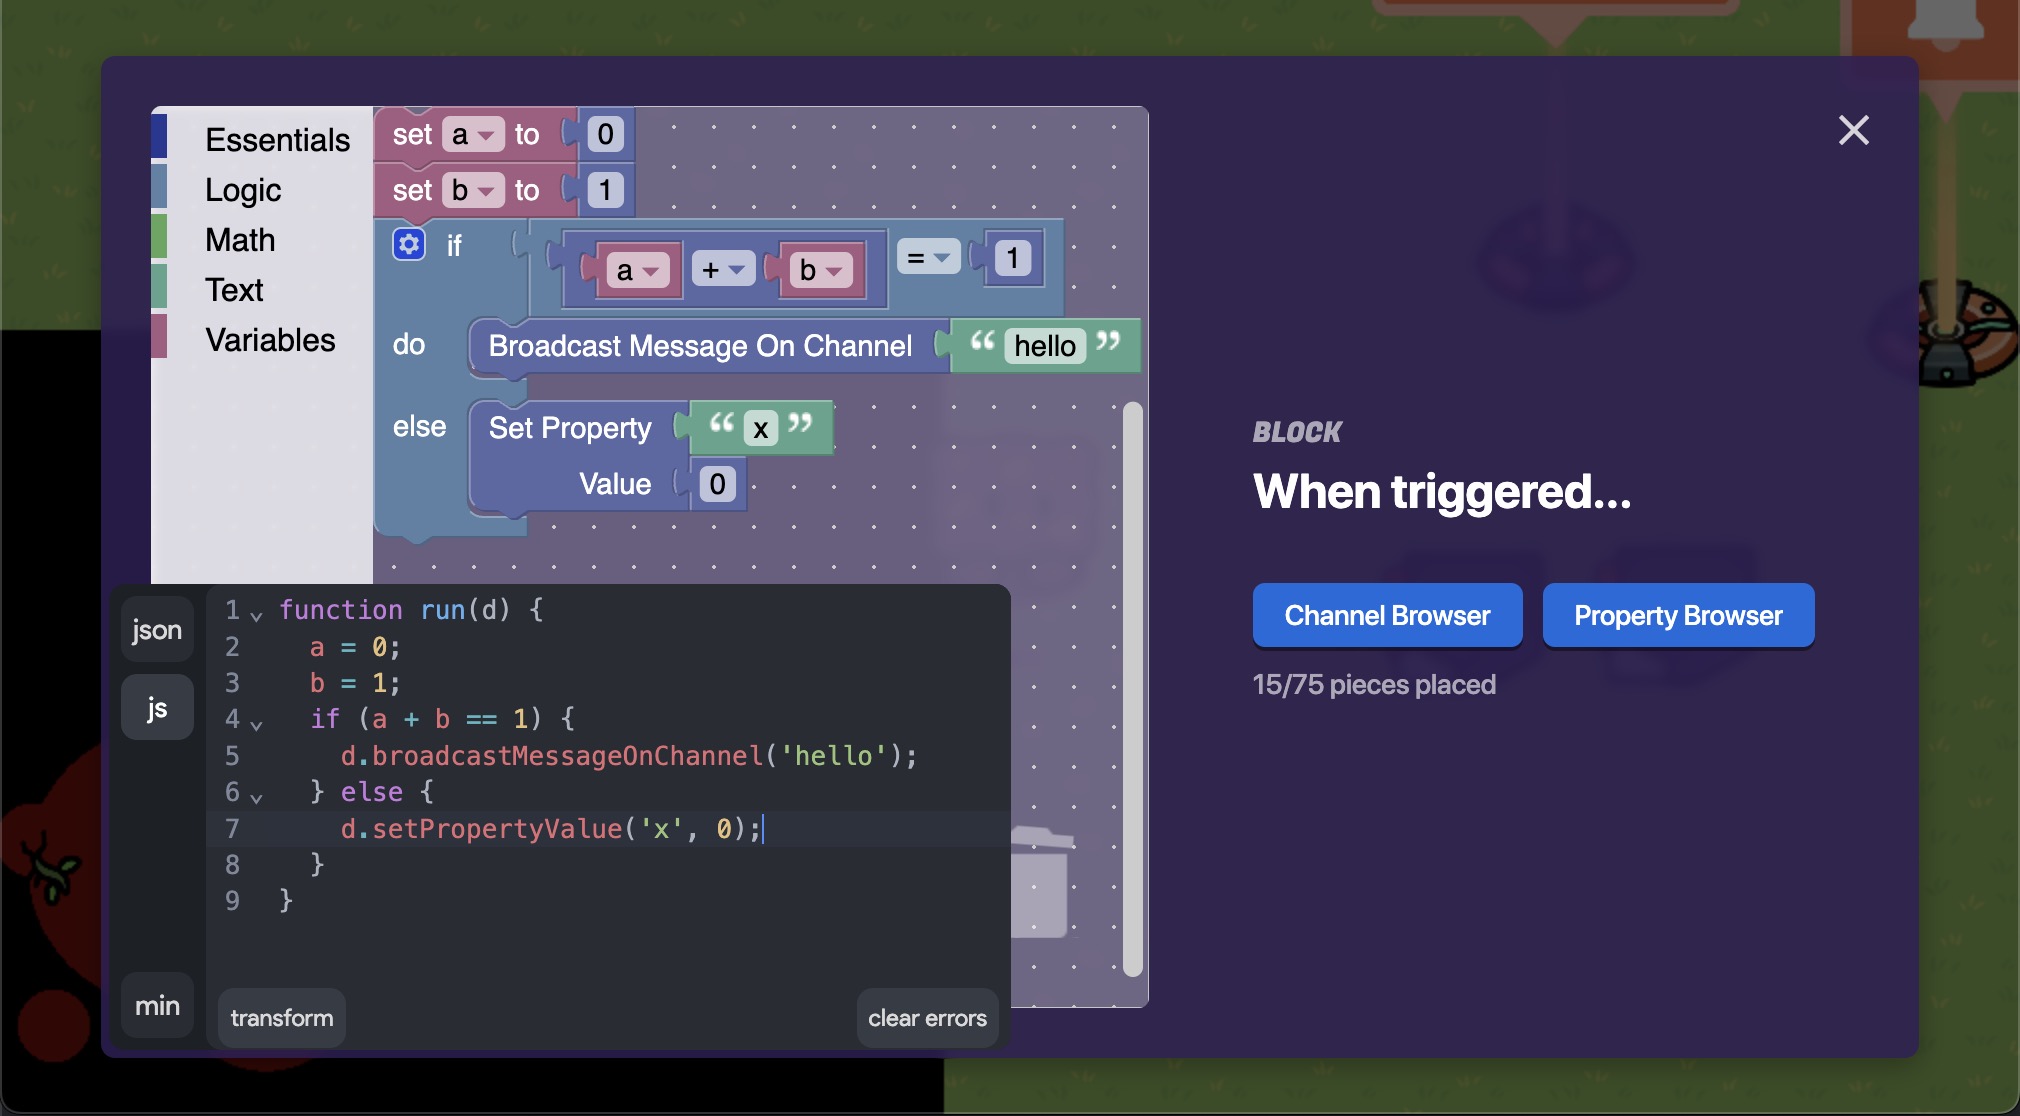 Essentials
Logic
Math
Text
Variables
set a to 0
set b to 1
if a + b = 1
do Broadcast Message On Channel “ hello ”
else Set Property “ x ”
Value 0
json
js
min
1 function run(d) {
2 a = 0;
3 b = 1;
4 if (a + b == 1) {
5 d.broadcastMessageOnChannel('hello');
6 } else {
7 d.setPropertyValue('x', 0);
8 }
9 }
transform
clear errors
BLOCK
When triggered...
Channel Browser
Property Browser
15/75 pieces placed